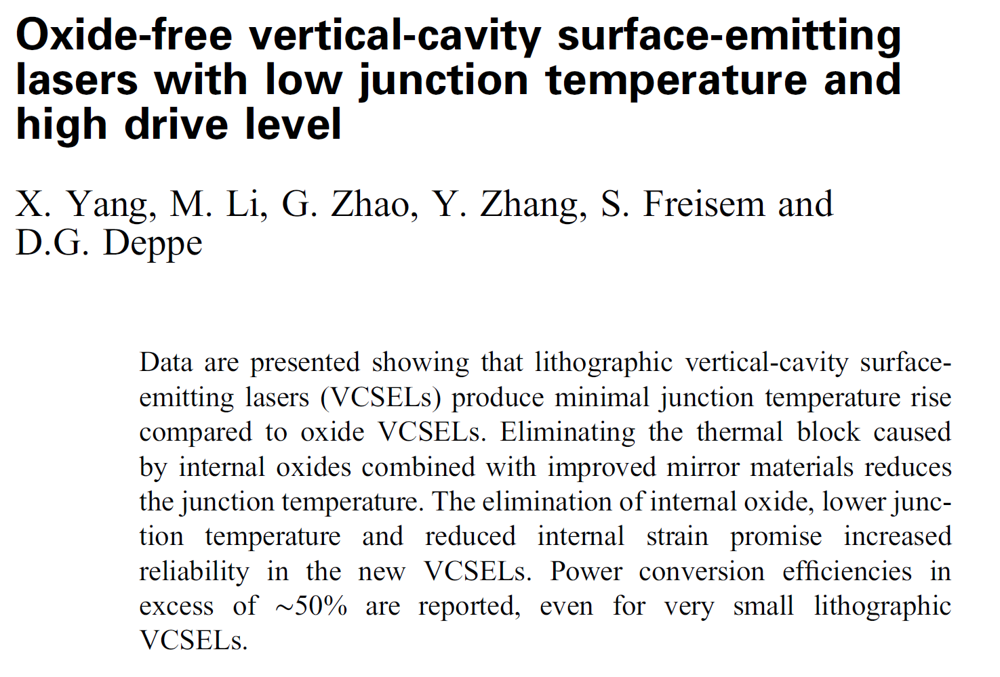 Oxide-free vertical-cavity surface-emitting
lasers with low junction temperature and
high drive level
X. Yang, M. Li, G. Zhao, Y. Zhang, S. Freisem and
D.G. Deppe
Data are presented showing that lithographic vertical-cavity surface-
emitting lasers (VCSELs) produce minimal junction temperature rise
compared to oxide VCSELs. Eliminating the thermal block caused
by internal oxides combined with improved mirror materials reduces
the junction temperature. The elimination of internal oxide, lower junc-
tion temperature and reduced internal strain promise increased
reliability in the new VCSELs. Power conversion efficiencies in
excess of ~50% are reported, even for very small lithographic
VCSELs.